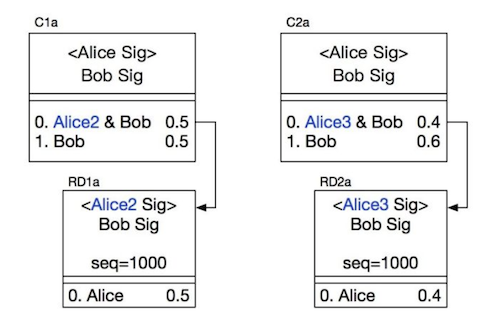 C1a
<Alice Sig>
Bob Sig
0. Alice2 & Bob 0.5
1. Bob 0.5
RD1a
<Alice2 Sig>
Bob Sig
seq=1000
0. Alice 0.5
C2a
<Alice Sig>
Bob Sig
0. Alice3 & Bob 0.4
1. Bob 0.6
RD2a
<Alice3 Sig>
Bob Sig
seq=1000
0. Alice 0.4